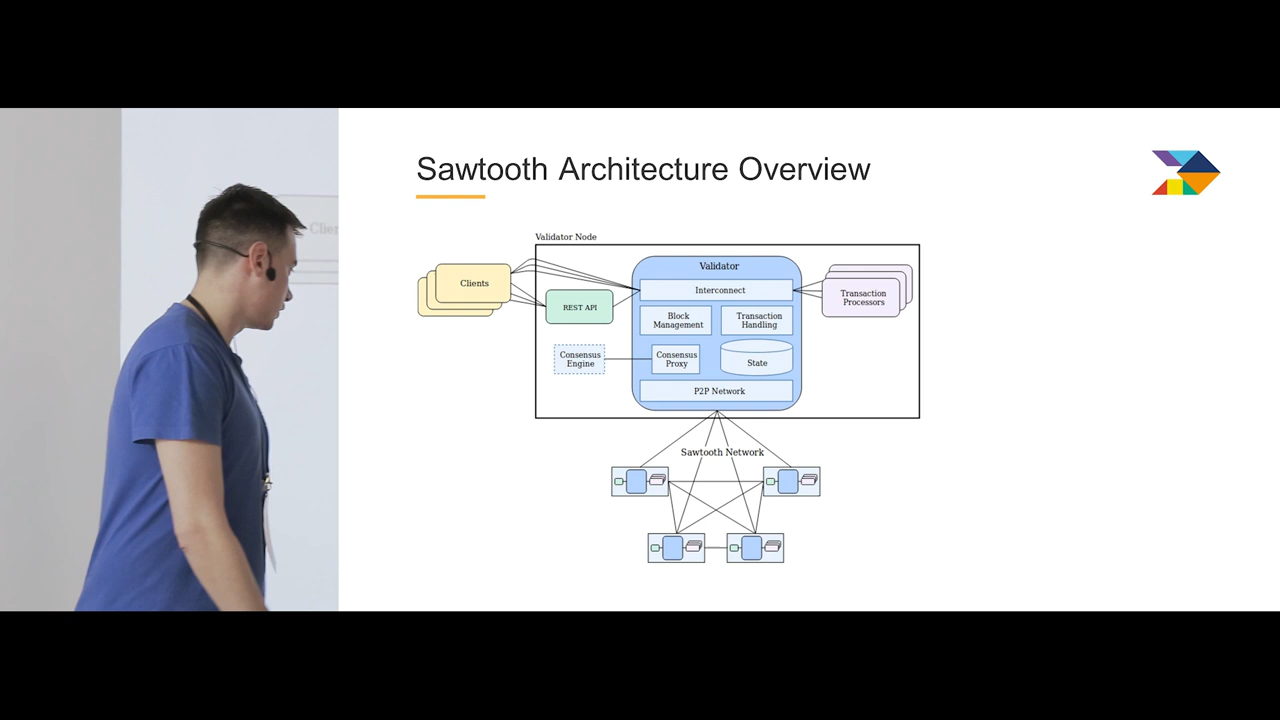 Sawtooth Architecture Overview
Validator Node
Validator
Clients
Interconnect
REST API
Transaction
Processors
Block
Management
Transaction
Handling
Consensus
Engine
Consensus
Proxy
State
P2P Network
Sawtooth Network